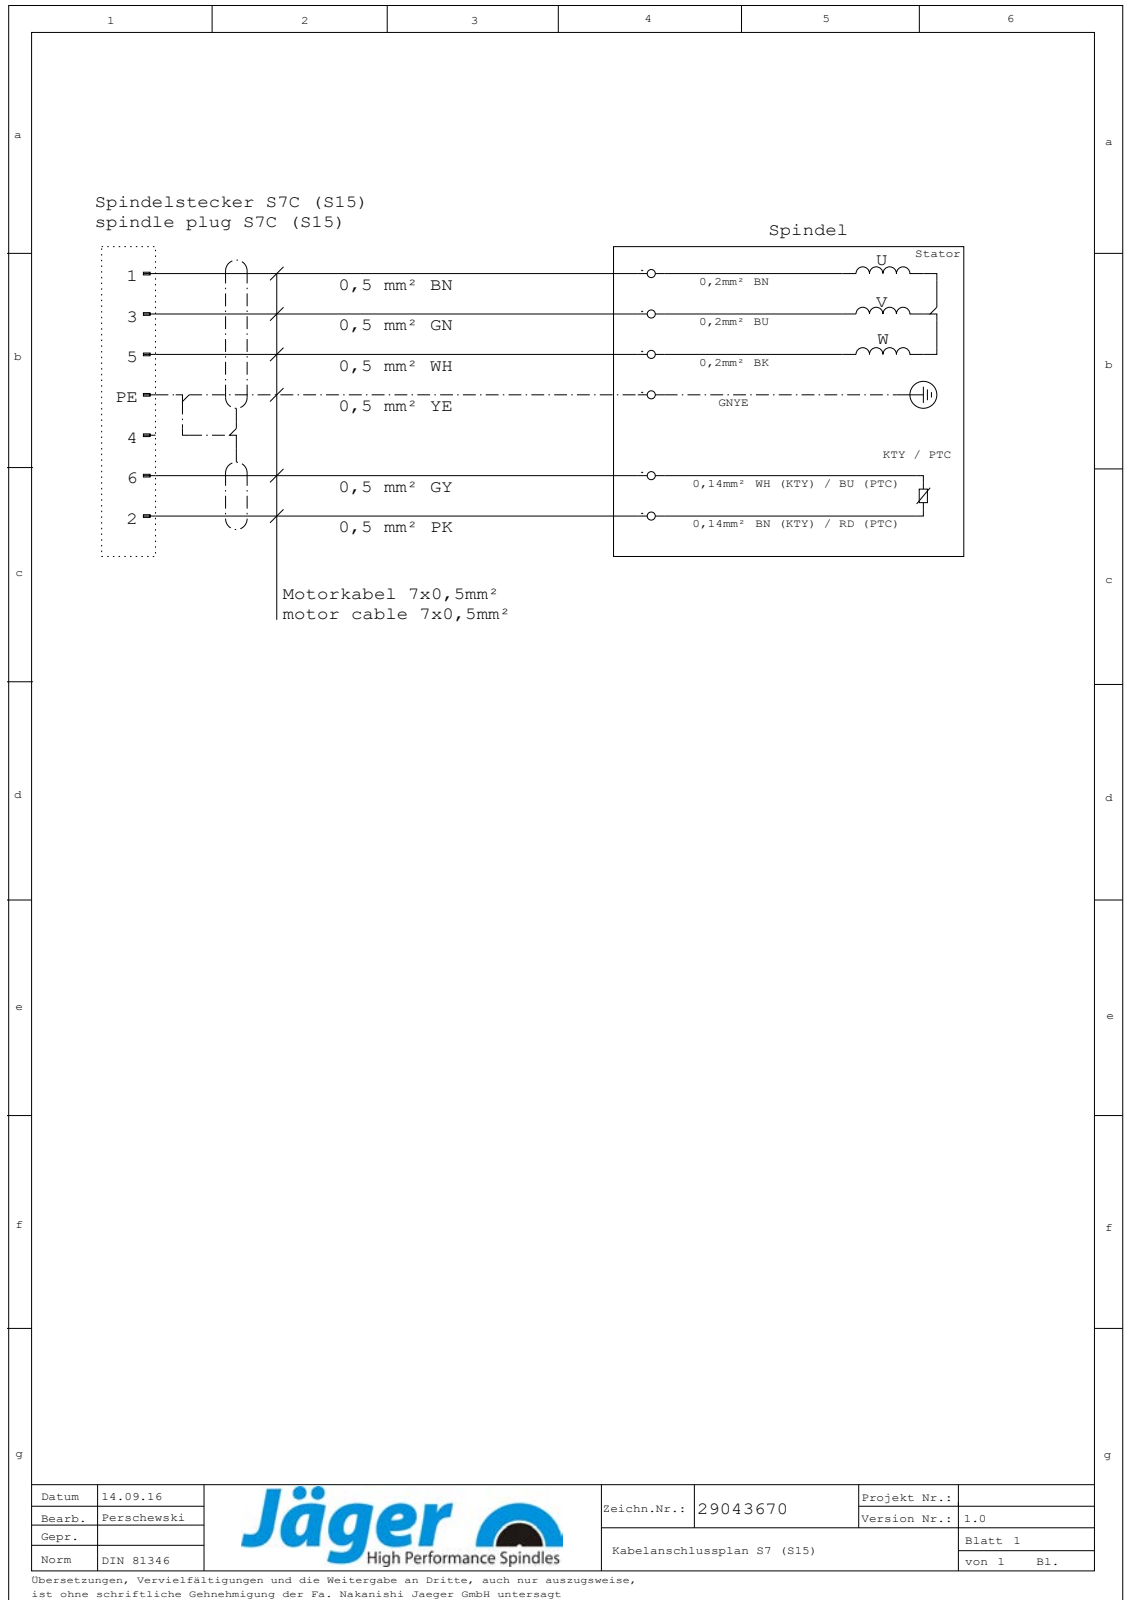 1 2 3 4 5 6
a a
Spindelstecker S7C (S15)
spindle plug S7C (S15)
Spindel
Stator
1 0,5 mm² BN 0,2mm² BN U
3 0,5 mm² GN 0,2mm² BU V
5 0,5 mm² WH 0,2mm² BK W
b b
PE 0,5 mm² YE GNYE
4
KTY / PTC
6 0,5 mm² GY 0,14mm² WH (KTY) / BU (PTC)
2 0,5 mm² PK 0,14mm² BN (KTY) / RD (PTC)
c c
Motorkabel 7x0,5mm²
motor cable 7x0,5mm²
d d
e e
f f
g g
Datum 14.09.16
Bearb. Perschewski
Gepr.
Norm DIN 81346
Jäger
High Performance Spindles
Zeichn.Nr.: 29043670
Kabelanschlussplan S7 (S15)
Projekt Nr.:
Version Nr.: 1.0
Blatt 1
von 1 Bl.
Übersetzungen, Vervielfältigungen und die Weitergabe an Dritte, auch nur auszugsweise,
ist ohne schriftliche Gehnehmigung der Fa. Nakanishi Jaeger GmbH untersagt